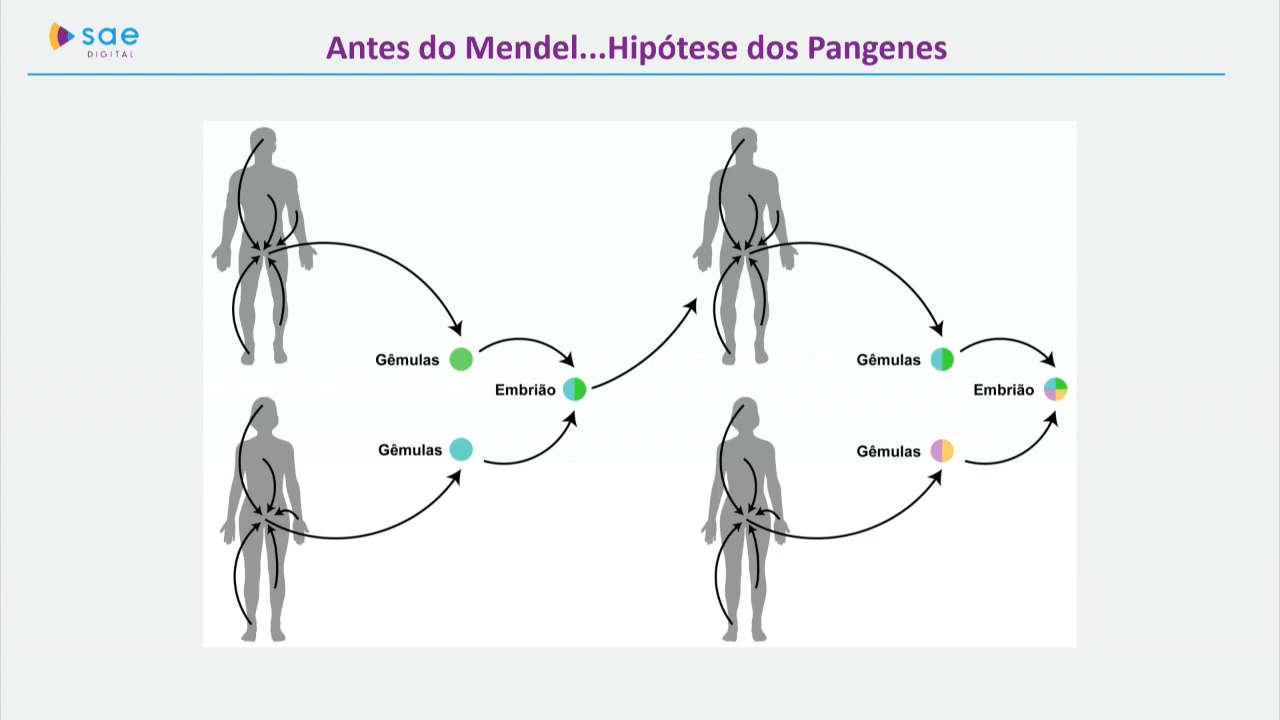 sae
DIGITAL
Antes do Mendel...Hipótese dos Pangenes
Gêmulas
Embrião
Gêmulas
Gêmulas
Embrião
Gêmulas